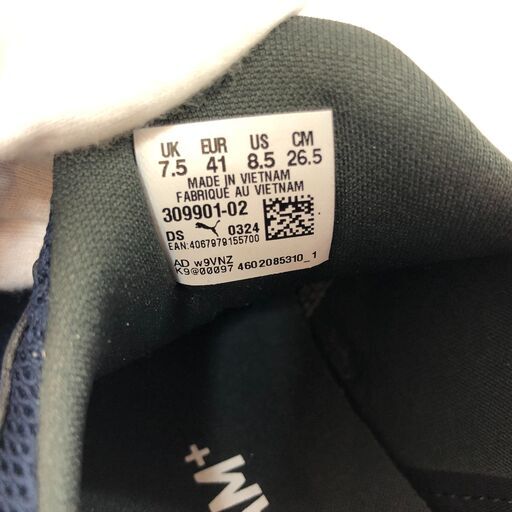 UK EUR US CM
7.5 41 8.5 26.5
MADE IN VIETNAM
FABRIQUÉ AU VIETNAM
309901-02
DS 0324
EAN:4067979155700
AD w9VNZ
K9@00097 4602085310_1